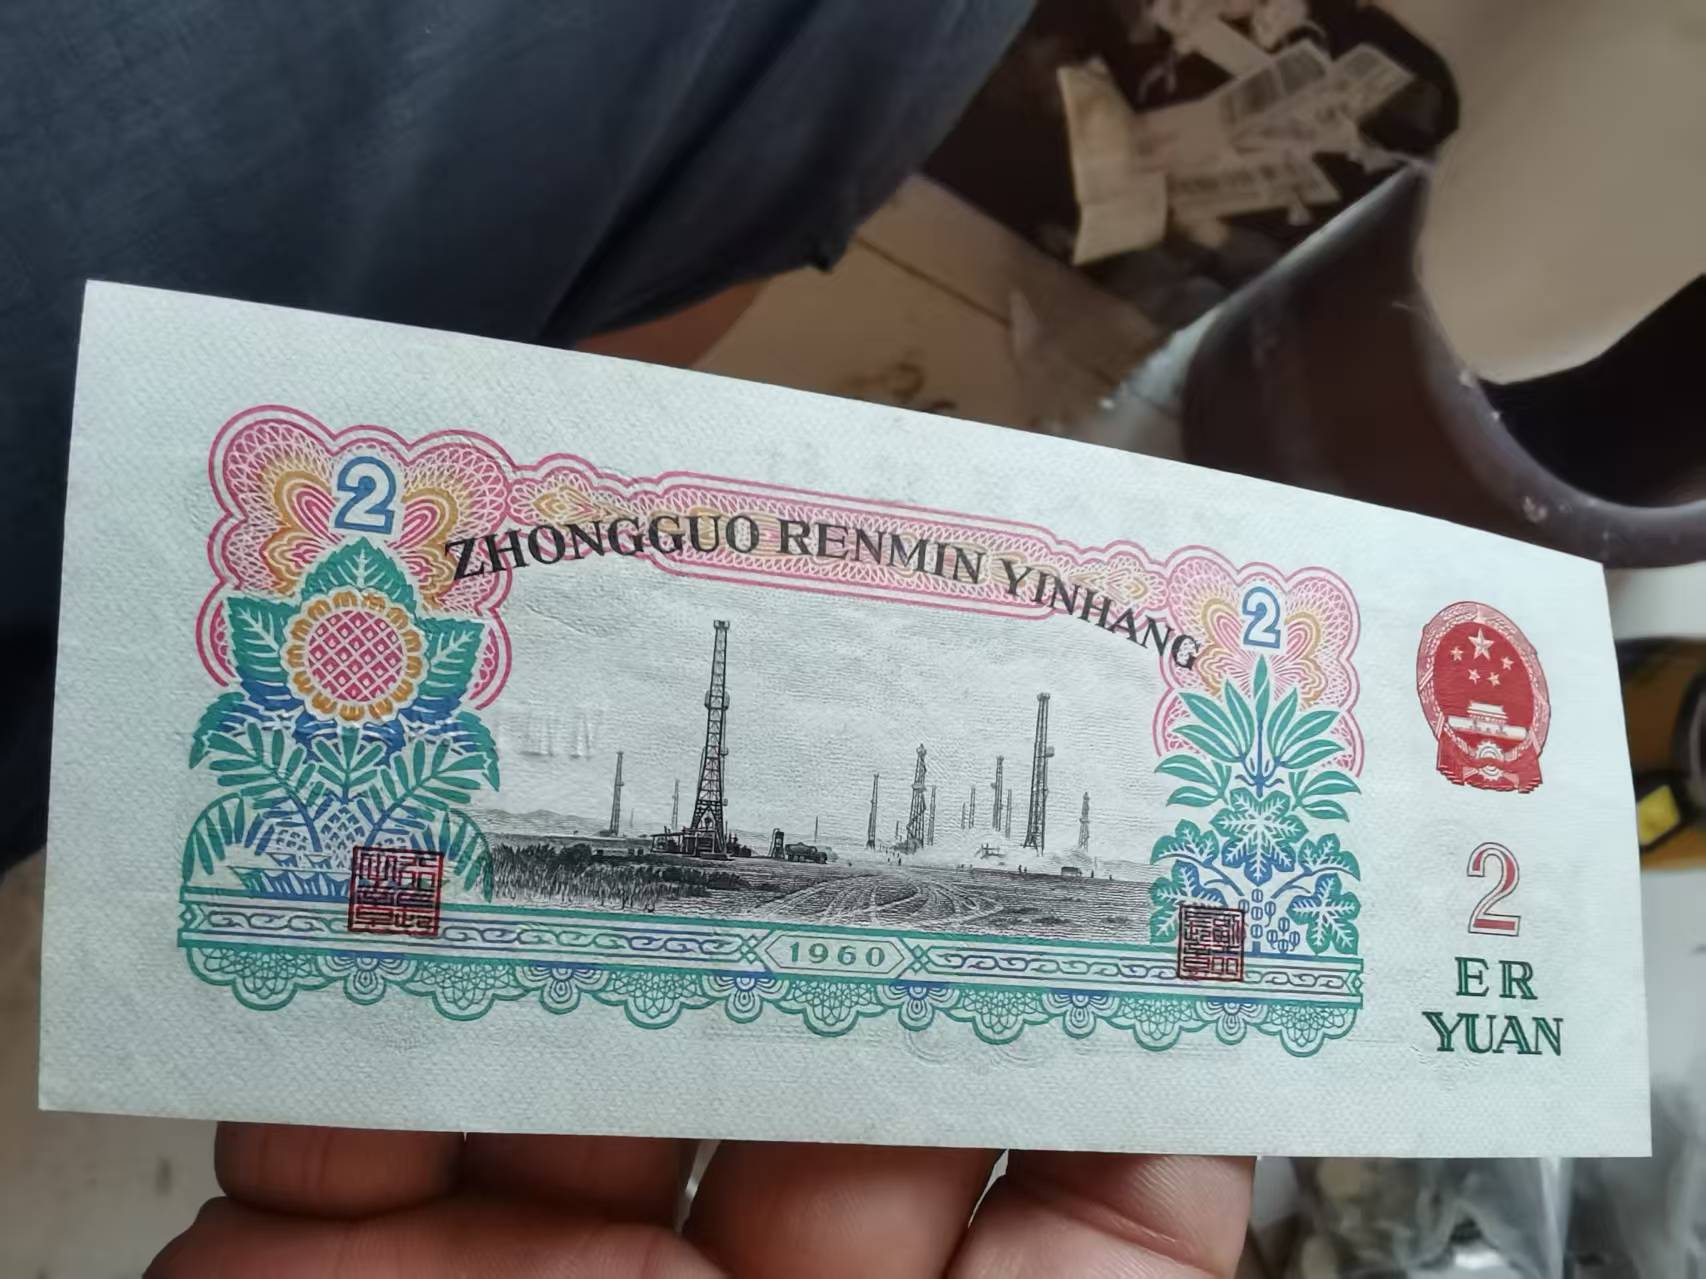 2
ZHONGGUO RENMIN YINHANG
2
1960
2
ER
YUAN